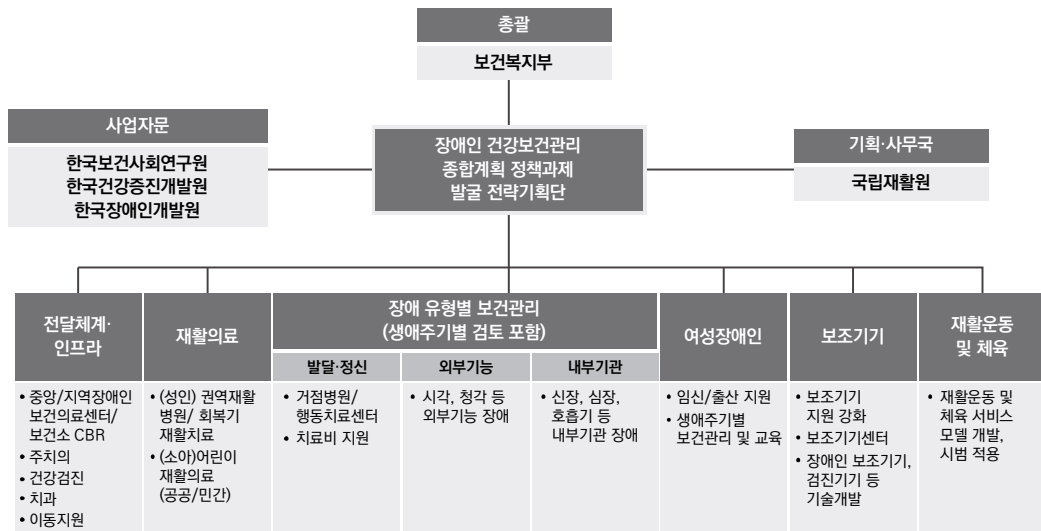 총괄
보건복지부
사업자문
한국보건사회연구원
한국건강증진개발원
한국장애인개발원
장애인 건강보건관리
종합계획 정책과제
발굴 전략기획단
기획·사무국
국립재활원
전달체계·
인프라
• 중앙/지역장애인
보건의료센터/
보건소 CBR
• 주치의
• 건강검진
• 치과
• 이동지원
재활의료
• (성인) 권역재활
병원/ 회복기
재활치료
• (소아)어린이
재활의료
(공공/민간)
장애 유형별 보건관리
(생애주기별 검토 포함)
발달·정신
• 거점병원/
행동치료센터
• 치료비 지원
외부기능
• 시각, 청각 등
외부기능 장애
내부기관
• 신장, 심장,
호흡기 등
내부기관 장애
여성장애인
• 임신/출산 지원
• 생애주기별
보건관리 및 교육
보조기기
• 보조기기
지원 강화
• 보조기기센터
• 장애인 보조기기,
검진기기 등
기술개발
재활운동
및 체육
• 재활운동 및
체육 서비스
모델 개발,
시범 적용